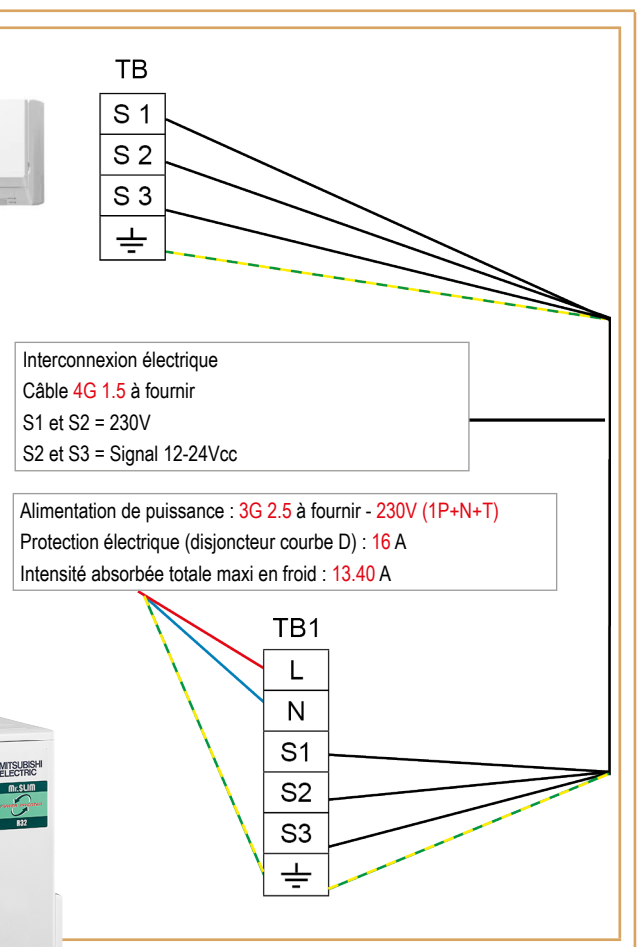 TB
S 1
S 2
S 3
Interconnexion électrique
Câble 4G 1.5 à fournir
S1 et S2 = 230V
S2 et S3 = Signal 12-24Vcc
Alimentation de puissance : 3G 2.5 à fournir - 230V (1P+N+T)
Protection électrique (disjoncteur courbe D) : 16 A
Intensité absorbée totale maxi en froid : 13.40 A
TB1
L
N
S1
S2
S3
MITSUBISHI
ELECTRIC
Mr.SLIM
R32